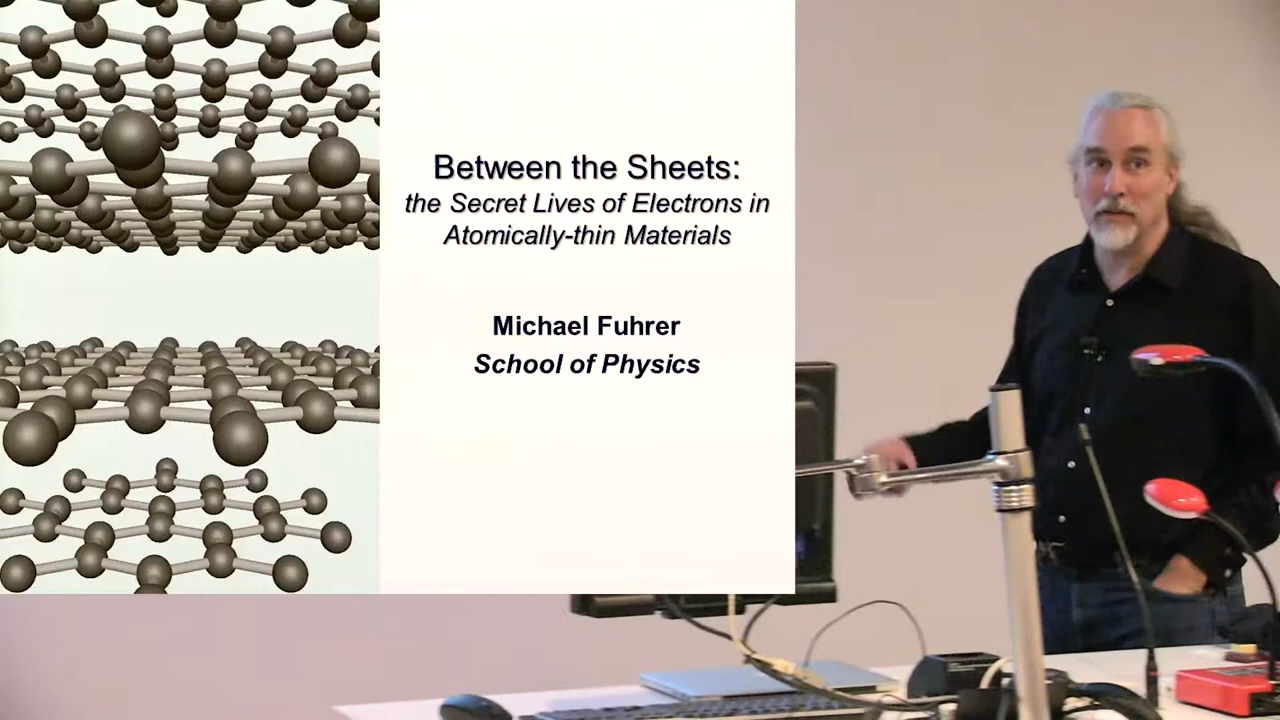 Between the Sheets:
the Secret Lives of Electrons in
Atomically-thin Materials
Michael Fuhrer
School of Physics